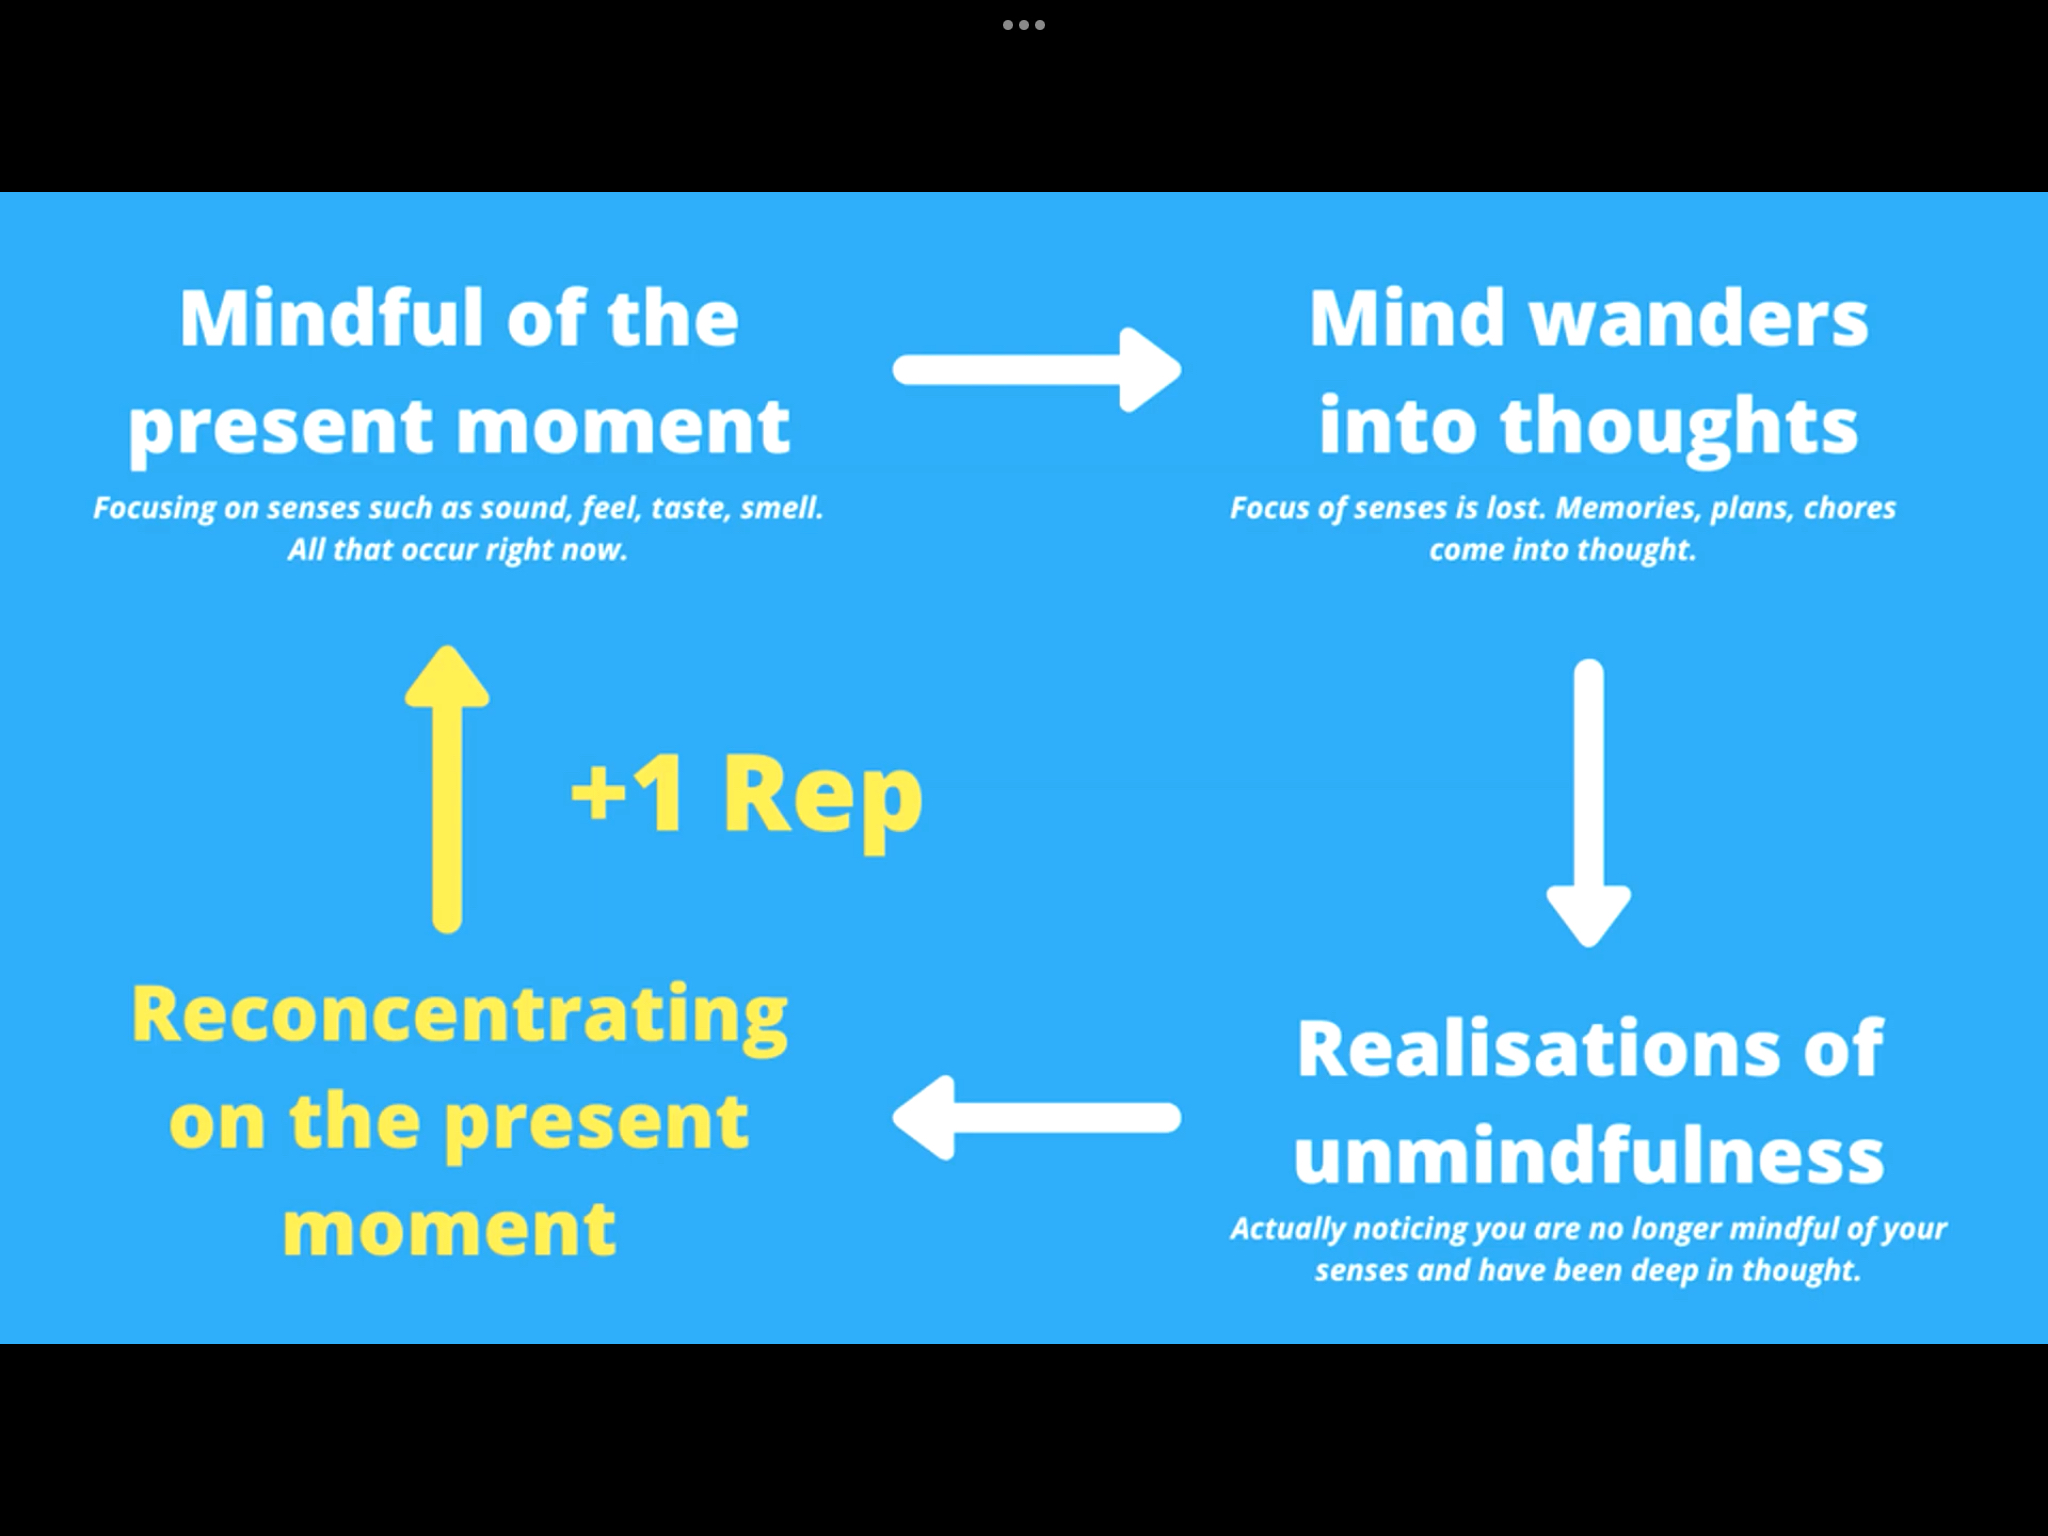 Mindful of the
present moment
Focusing on senses such as sound, feel, taste, smell.
All that occur right now.
Mind wanders
into thoughts
Focus of senses is lost. Memories, plans, chores
come into thought.
+1 Rep
Reconcentrating
on the present
moment
Realisations of
unmindfulness
Actually noticing you are no longer mindful of your
senses and have been deep in thought.